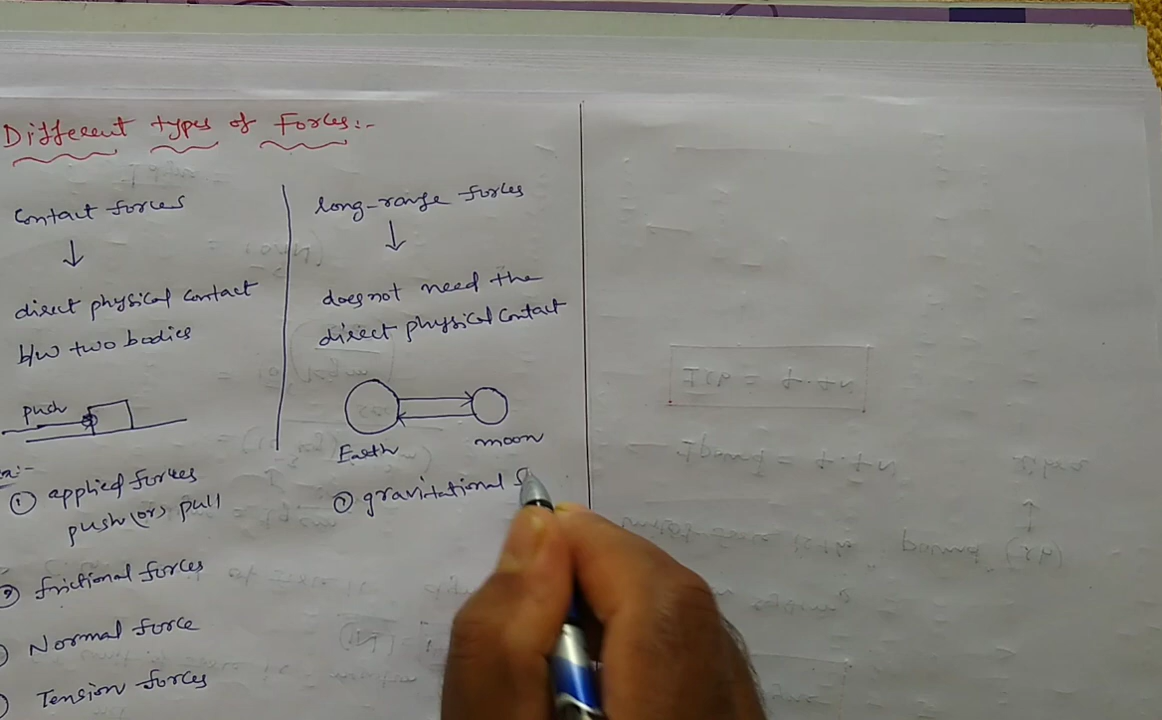 Different types of Forces:-
Contact forces
direct physical contact
b/w two bodies
push
Ex:-
① applied forces
push (or) pull
② frictional forces
Normal force
Tension forces
long-range forces
does not need the
direct physical contact
Earth
moon
① gravitational f